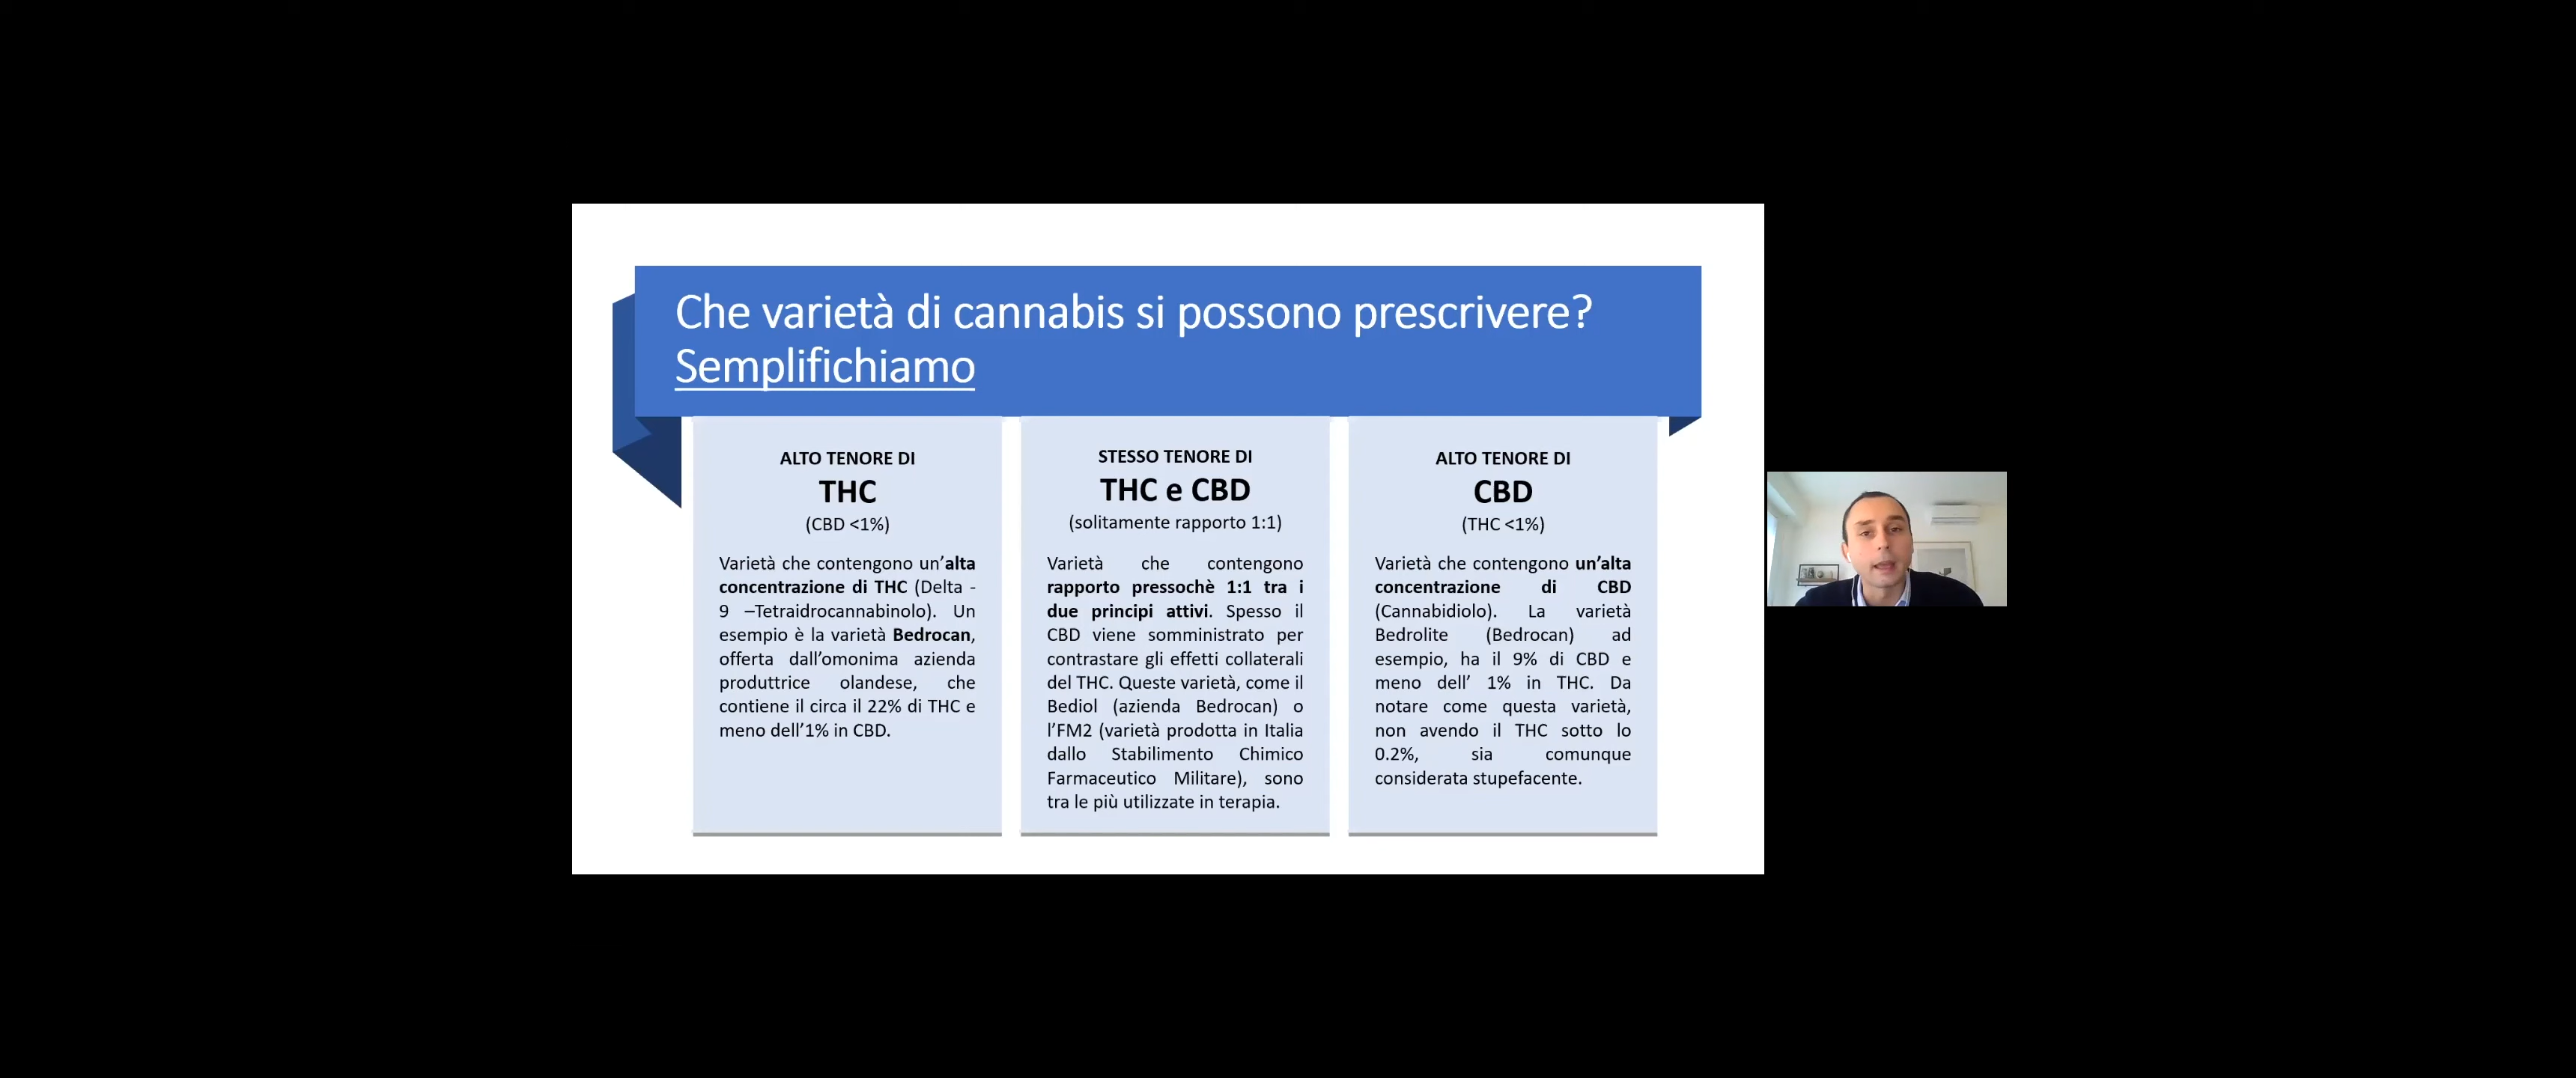 Che varietà di cannabis si possono prescrivere?
Semplifichiamo
ALTO TENORE DI
THC
(CBD <1%)
Varietà che contengono un'alta
concentrazione di THC (Delta -
9 –Tetraidrocannabinolo). Un
esempio è la varietà Bedrocan,
offerta dall'omonima azienda
produttrice olandese, che
contiene il circa il 22% di THC e
meno dell'1% in CBD.
STESSO TENORE DI
THC e CBD
(solitamente rapporto 1:1)
Varietà che contengono
rapporto pressochè 1:1 tra i
due principi attivi. Spesso il
CBD viene somministrato per
contrastare gli effetti collaterali
del THC. Queste varietà, come il
Bediol (azienda Bedrocan) o
l'FM2 (varietà prodotta in Italia
dallo Stabilimento Chimico
Farmaceutico Militare), sono
tra le più utilizzate in terapia.
ALTO TENORE DI
CBD
(THC <1%)
Varietà che contengono un'alta
concentrazione di CBD
(Cannabidiolo). La varietà
Bedrolite (Bedrocan) ad
esempio, ha il 9% di CBD e
meno dell' 1% in THC. Da
notare come questa varietà,
non avendo il THC sotto lo
0.2%, sia comunque
considerata stupefacente.